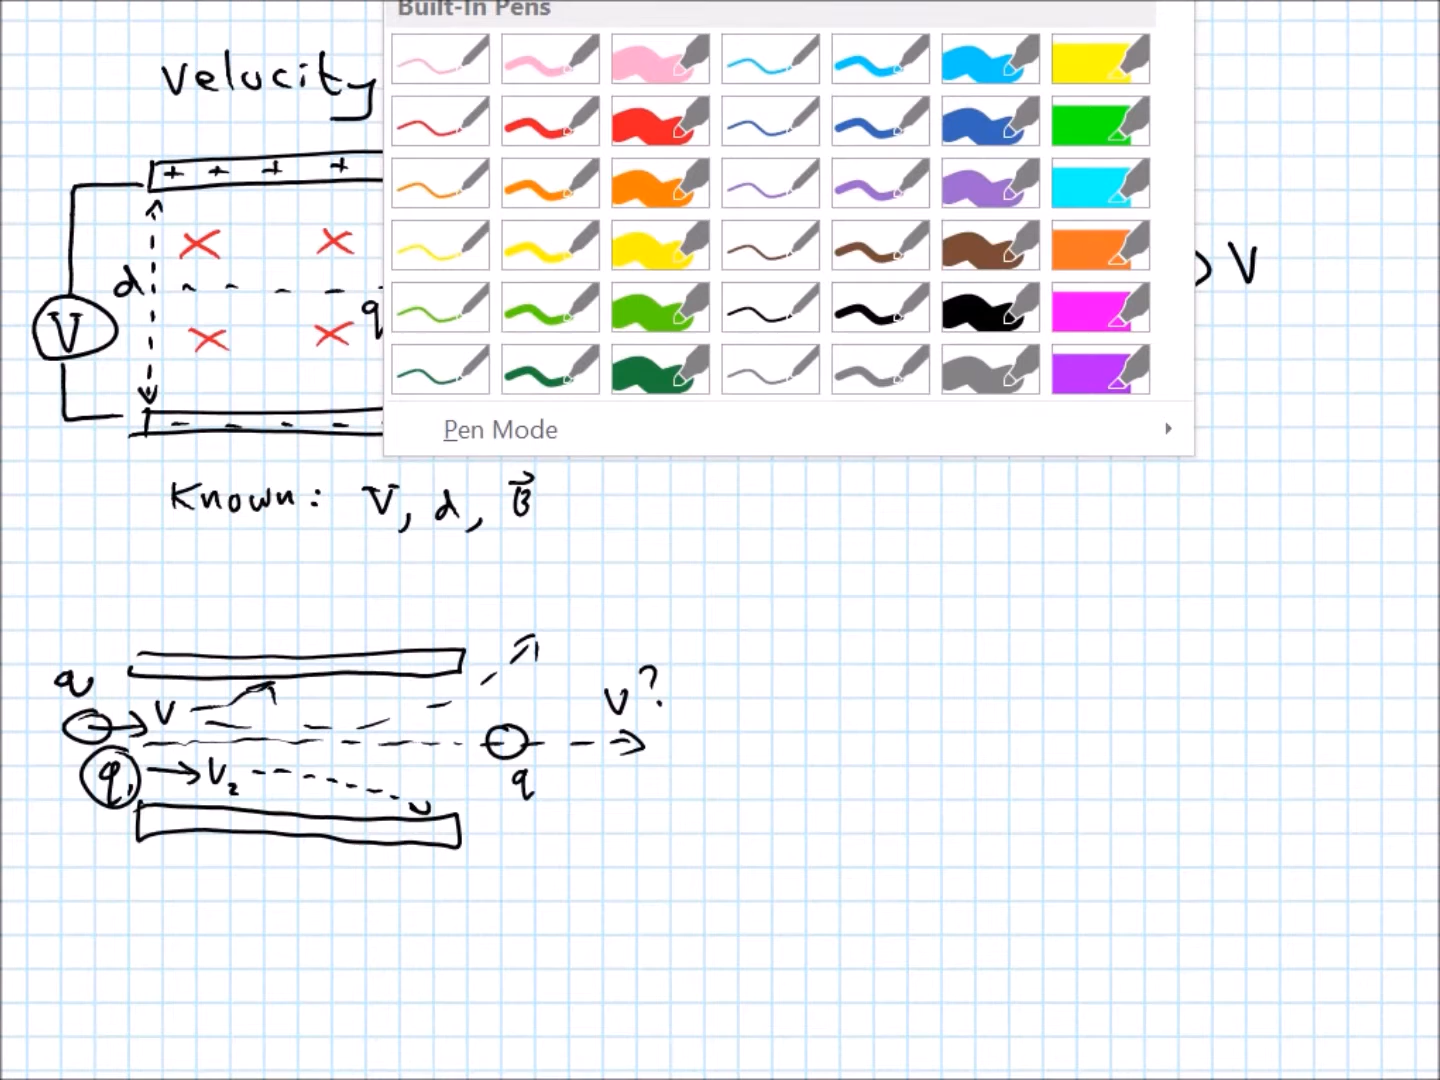 Built-In Pens
Velocity
+ + + +
d
q
V
V
- - - -
Pen Mode
Known: V, d, B⃗
q
V
V?
q
q₁
V₂